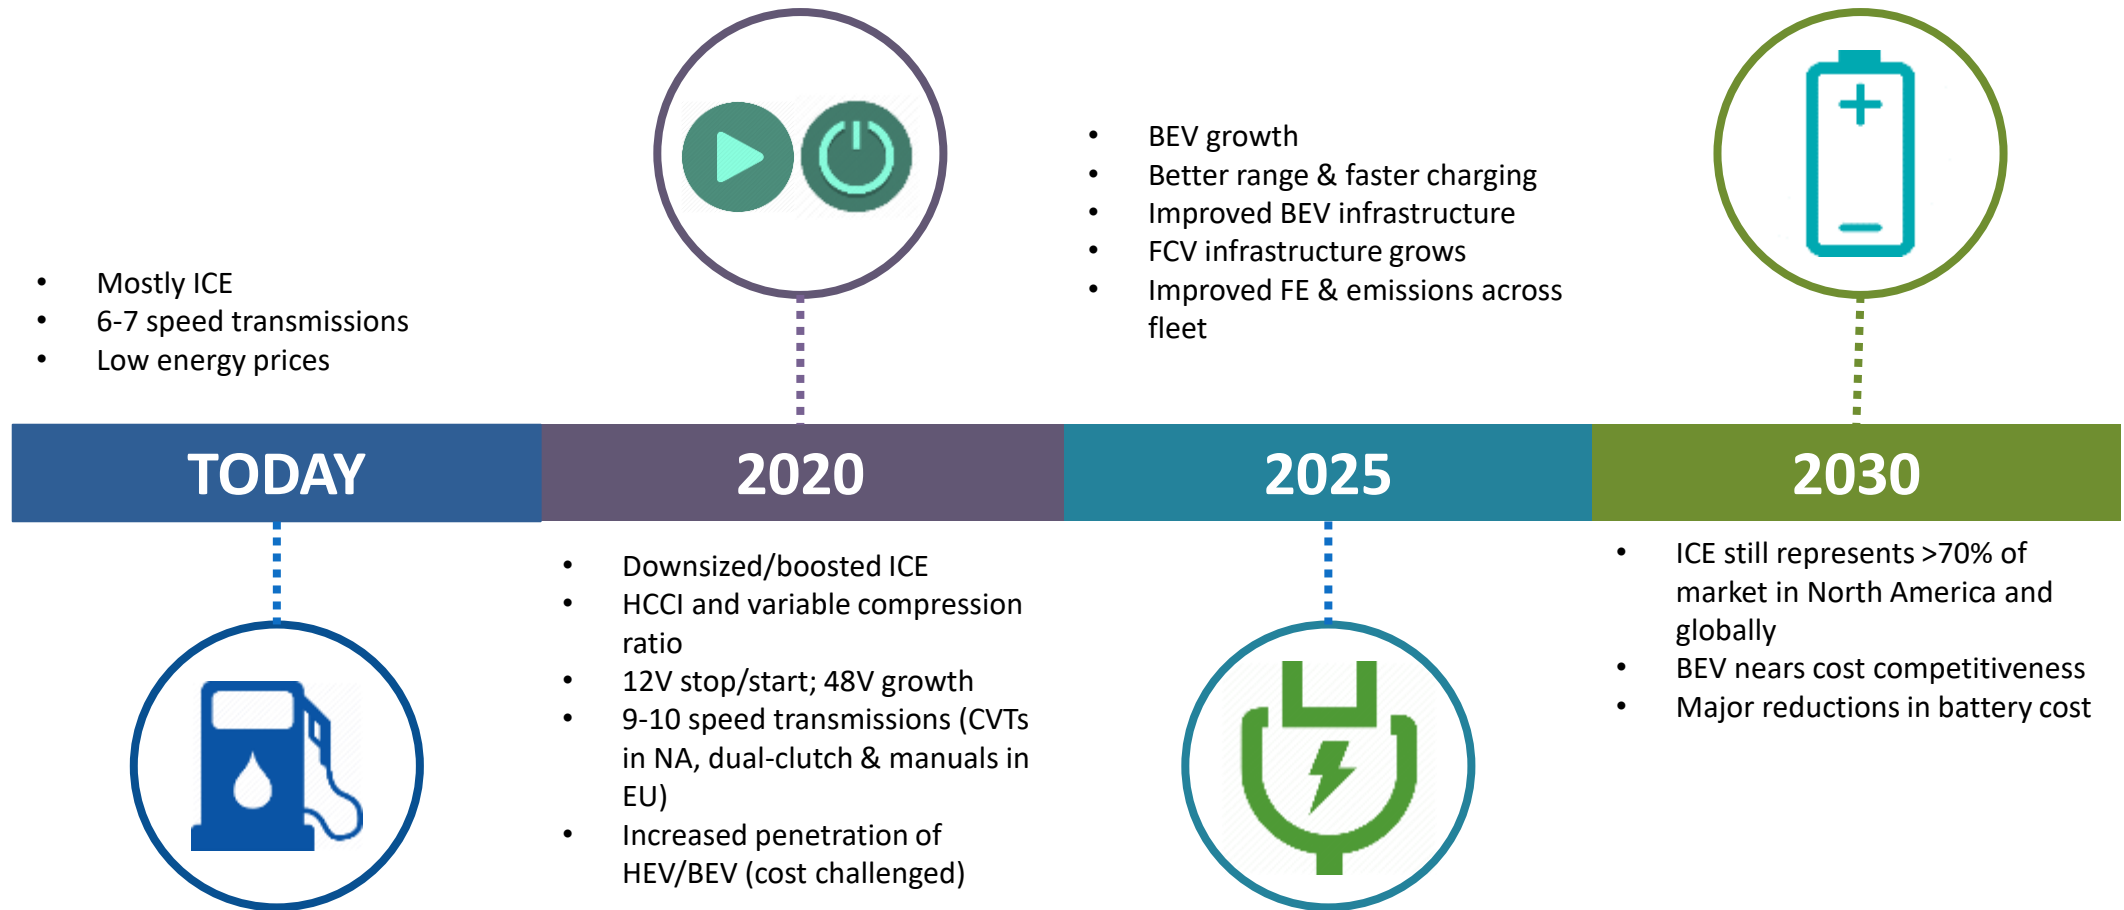 • Mostly ICE
• 6-7 speed transmissions
• Low energy prices
TODAY
2020
• Downsized/boosted ICE
• HCCI and variable compression
ratio
• 12V stop/start; 48V growth
• 9-10 speed transmissions (CVTs
in NA, dual-clutch & manuals in
EU)
• Increased penetration of
HEV/BEV (cost challenged)
• BEV growth
• Better range & faster charging
• Improved BEV infrastructure
• FCV infrastructure grows
• Improved FE & emissions across
fleet
2025
2030
• ICE still represents >70% of
market in North America and
globally
• BEV nears cost competitiveness
• Major reductions in battery cost